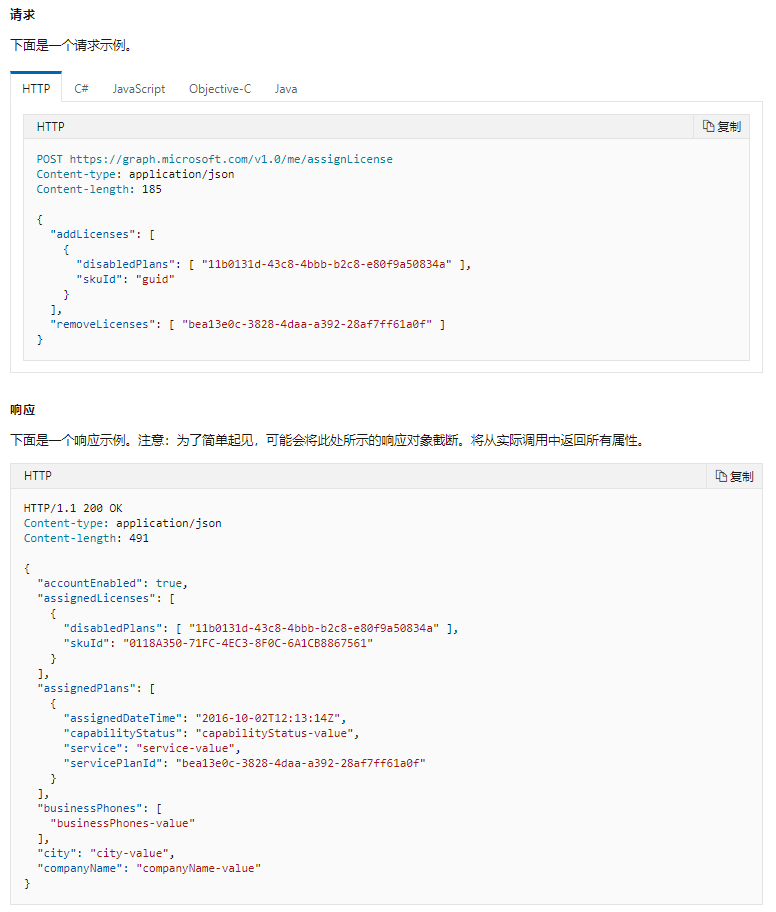 请求
下面是一个请求示例。
HTTP C# JavaScript Objective-C Java
HTTP 复制
POST https://graph.microsoft.com/v1.0/me/assignLicense
Content-type: application/json
Content-length: 185
{
"addLicenses": [
{
"disabledPlans": [ "11b0131d-43c8-4bbb-b2c8-e80f9a50834a" ],
"skuId": "guid"
}
],
"removeLicenses": [ "bea13e0c-3828-4daa-a392-28af7ff61a0f" ]
}
响应
下面是一个响应示例。注意：为了简单起见，可能会将此处所示的响应对象截断。将从实际调用中返回所有属性。
HTTP 复制
HTTP/1.1 200 OK
Content-type: application/json
Content-length: 491
{
"accountEnabled": true,
"assignedLicenses": [
{
"disabledPlans": [ "11b0131d-43c8-4bbb-b2c8-e80f9a50834a" ],
"skuId": "0118A350-71FC-4EC3-8F0C-6A1CB8867561"
}
],
"assignedPlans": [
{
"assignedDateTime": "2016-10-02T12:13:14Z",
"capabilityStatus": "capabilityStatus-value",
"service": "service-value",
"servicePlanId": "bea13e0c-3828-4daa-a392-28af7ff61a0f"
}
],
"businessPhones": [
"businessPhones-value"
],
"city": "city-value",
"companyName": "companyName-value"
}